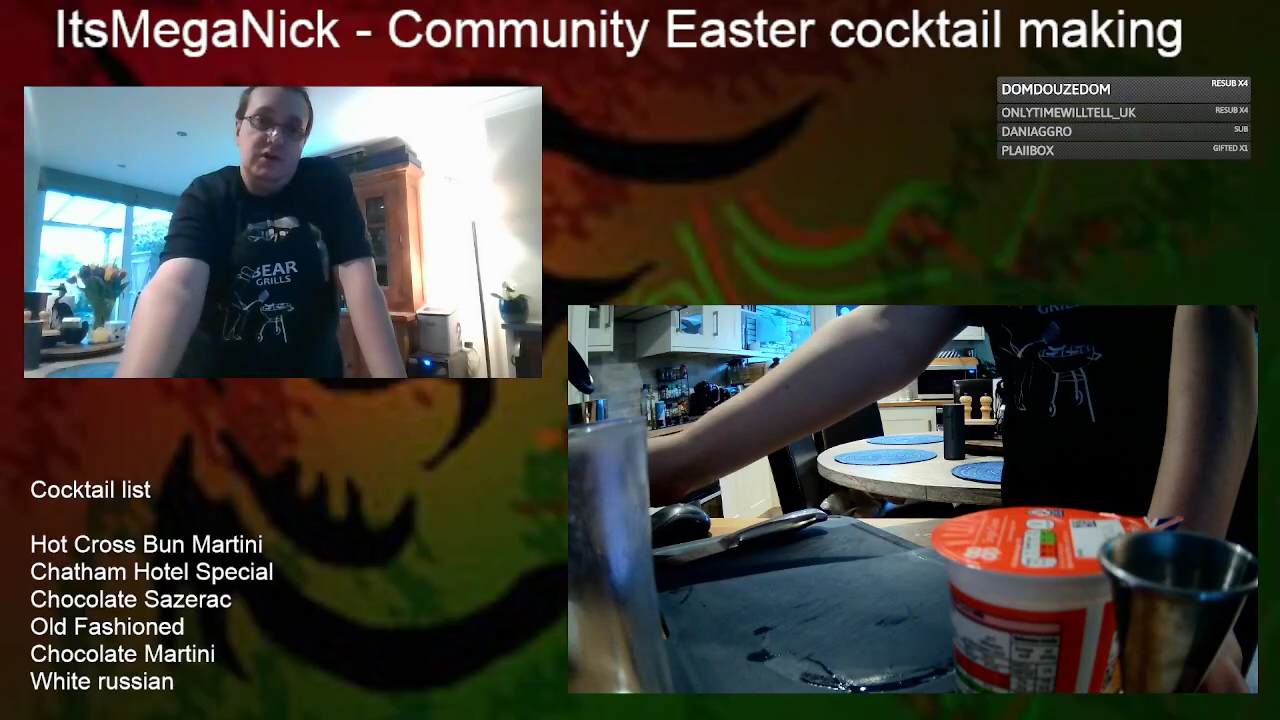 ItsMegaNick - Community Easter cocktail making
DOMDOUZEDOM RESUB X4
ONLYTIMEWILLTELL_UK RESUB X4
DANIAGGRO SUB
PLAIIBOX GIFTED X1
BEAR
GRILLS
GRILLS
Cocktail list
Hot Cross Bun Martini
Chatham Hotel Special
Chocolate Sazerac
Old Fashioned
Chocolate Martini
White russian